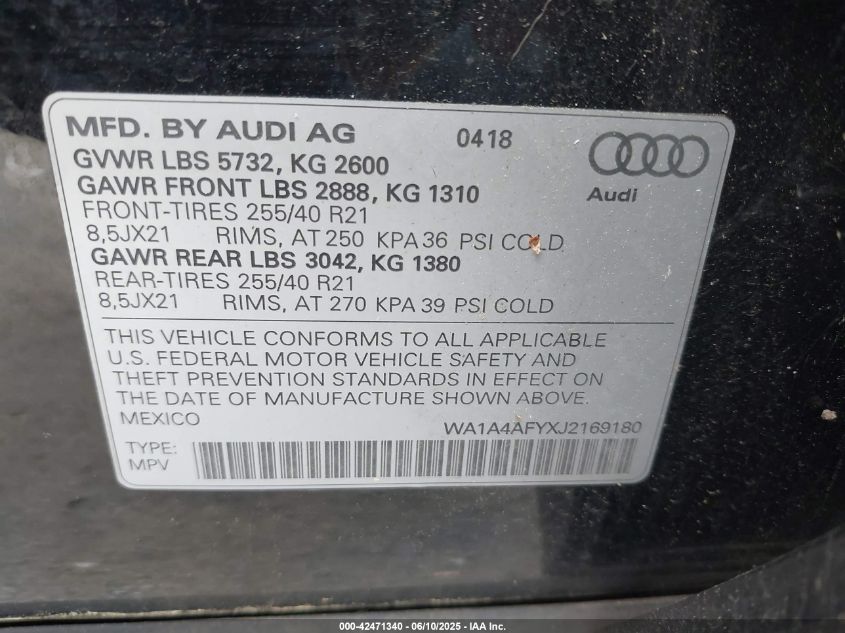 MFD. BY AUDI AG 0418
GVWR LBS 5732, KG 2600
GAWR FRONT LBS 2888, KG 1310
Audi
FRONT-TIRES 255/40 R21
8,5JX21 RIMS, AT 250 KPA 36 PSI COLD
GAWR REAR LBS 3042, KG 1380
REAR-TIRES 255/40 R21
8,5JX21 RIMS, AT 270 KPA 39 PSI COLD
THIS VEHICLE CONFORMS TO ALL APPLICABLE
U.S. FEDERAL MOTOR VEHICLE SAFETY AND
THEFT PREVENTION STANDARDS IN EFFECT ON
THE DATE OF MANUFACTURE SHOWN ABOVE.
MEXICO WA1A4AFYXJ2169180
TYPE:
MPV
000-42471340 - 06/10/2025 - IAA Inc.